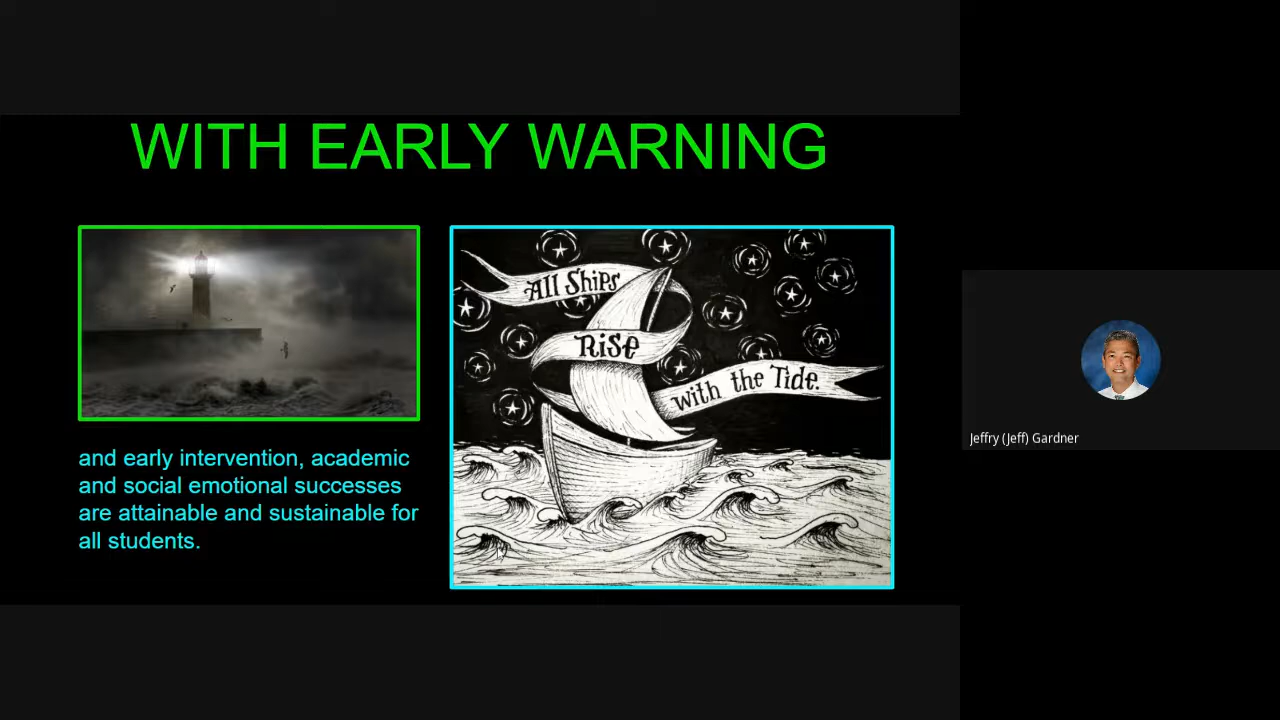 WITH EARLY WARNING
All Ships
Rise
with the Tide.
and early intervention, academic
and social emotional successes
are attainable and sustainable for
all students.
Jeffry (Jeff) Gardner